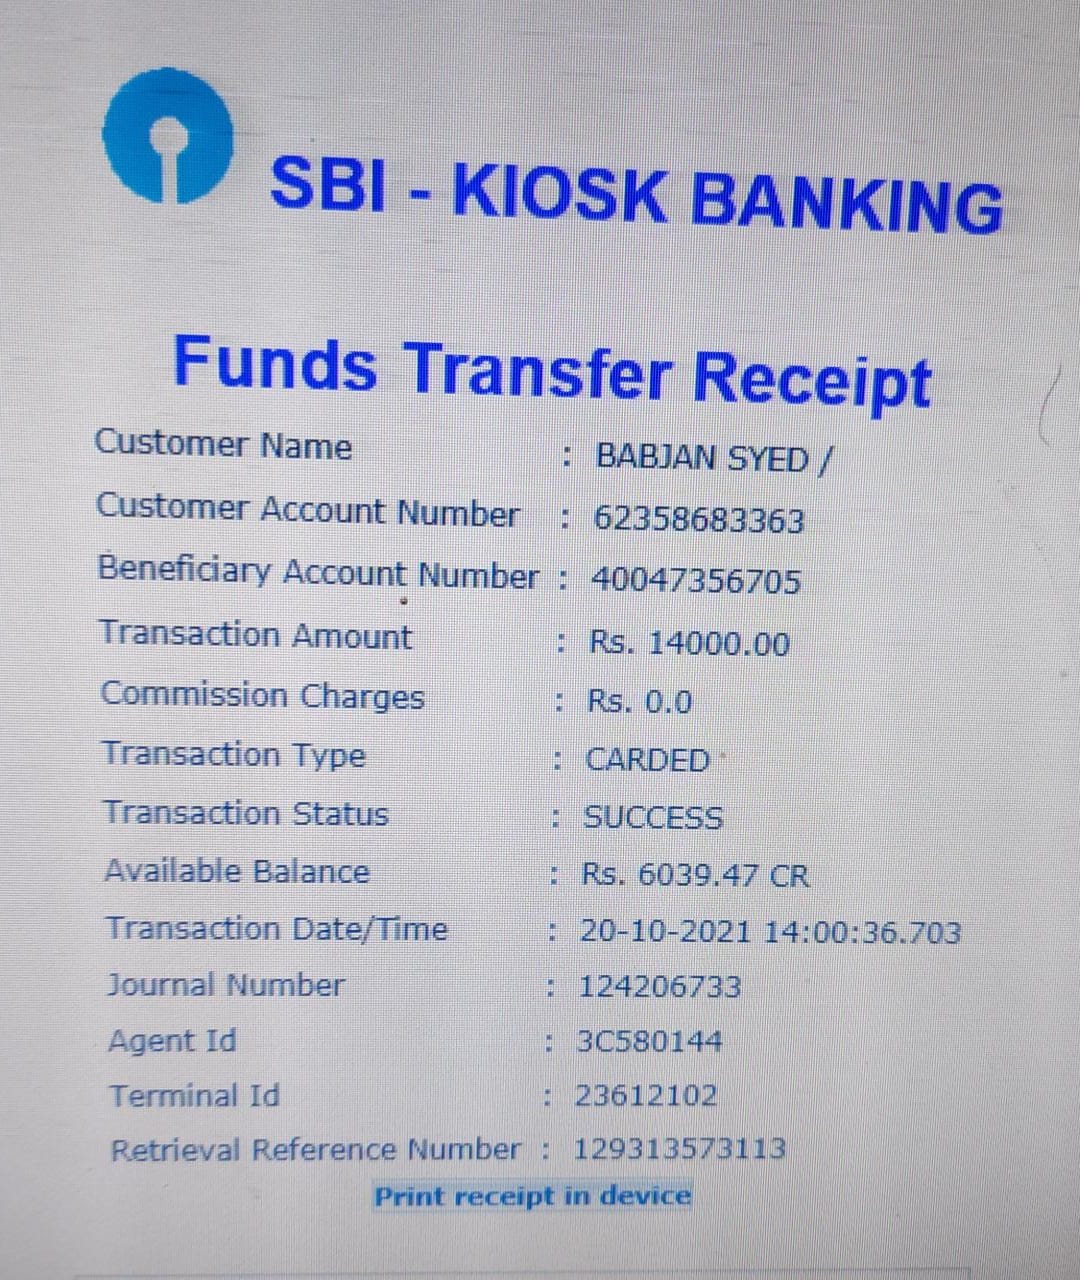 SBI - KIOSK BANKING
Funds Transfer Receipt
Customer Name : BABJAN SYED /
Customer Account Number : 62358683363
Beneficiary Account Number : 40047356705
Transaction Amount : Rs. 14000.00
Commission Charges : Rs. 0.0
Transaction Type : CARDED
Transaction Status : SUCCESS
Available Balance : Rs. 6039.47 CR
Transaction Date/Time : 20-10-2021 14:00:36.703
Journal Number : 124206733
Agent Id : 3C580144
Terminal Id : 23612102
Retrieval Reference Number : 129313573113
Print receipt in device